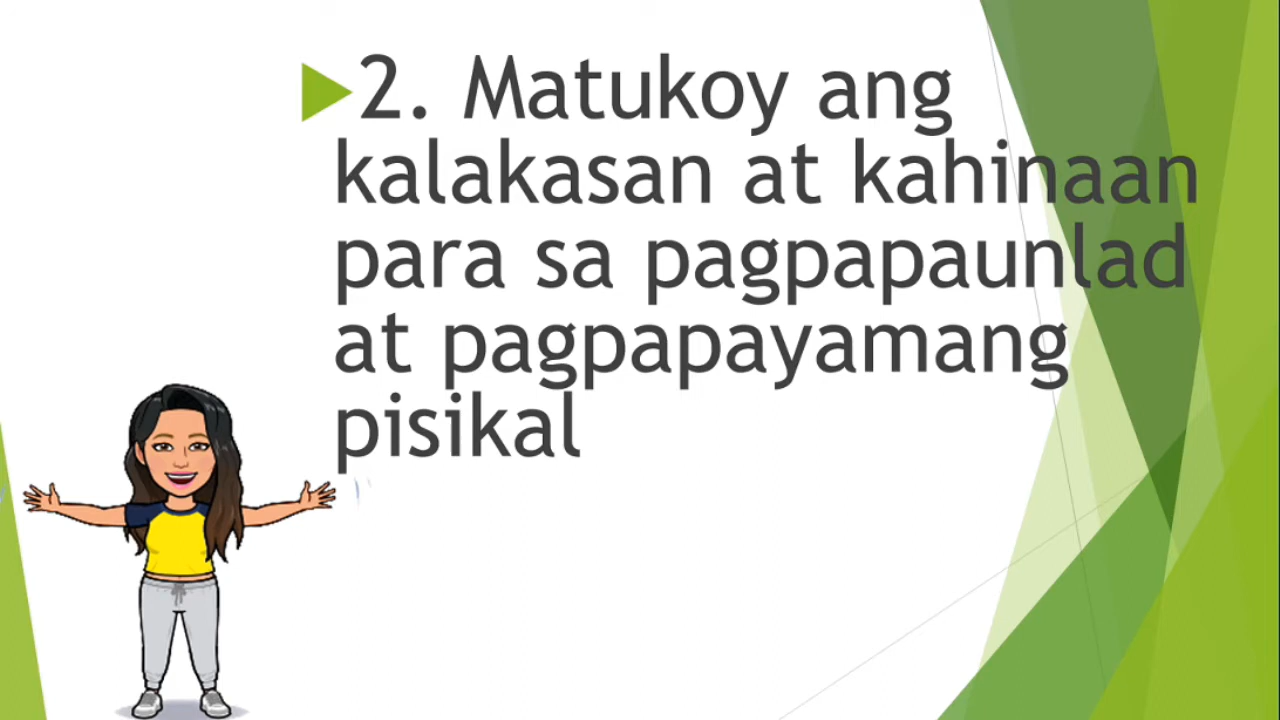 2. Matukoy ang
kalakasan at kahinaan
para sa pagpapaunlad
at pagpapayamang
pisikal